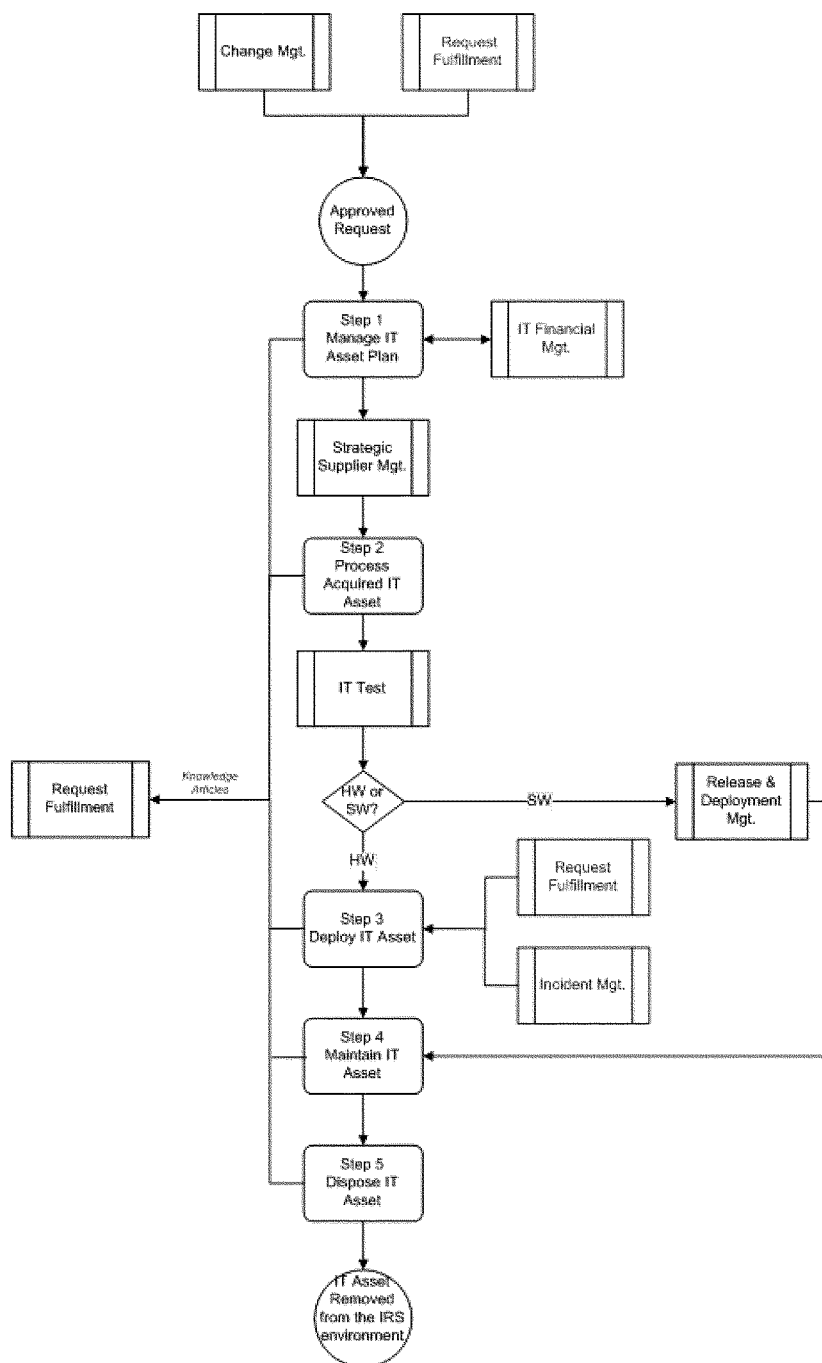 Change Mgt.
Request
Fulfillment
Approved
Request
Step 1
Manage IT
Asset Plan
IT Financial
Mgt.
Strategic
Supplier Mgt.
Step 2
Process
Acquired IT
Asset
IT Test
Request
Fulfillment
Knowledge
Articles
HW or
SW?
SW
Release &
Deployment
Mgt.
HW
Request
Fulfillment
Step 3
Deploy IT Asset
Incident Mgt.
Step 4
Maintain IT
Asset
Step 5
Dispose IT
Asset
IT Asset
Removed
from the IRS
environment